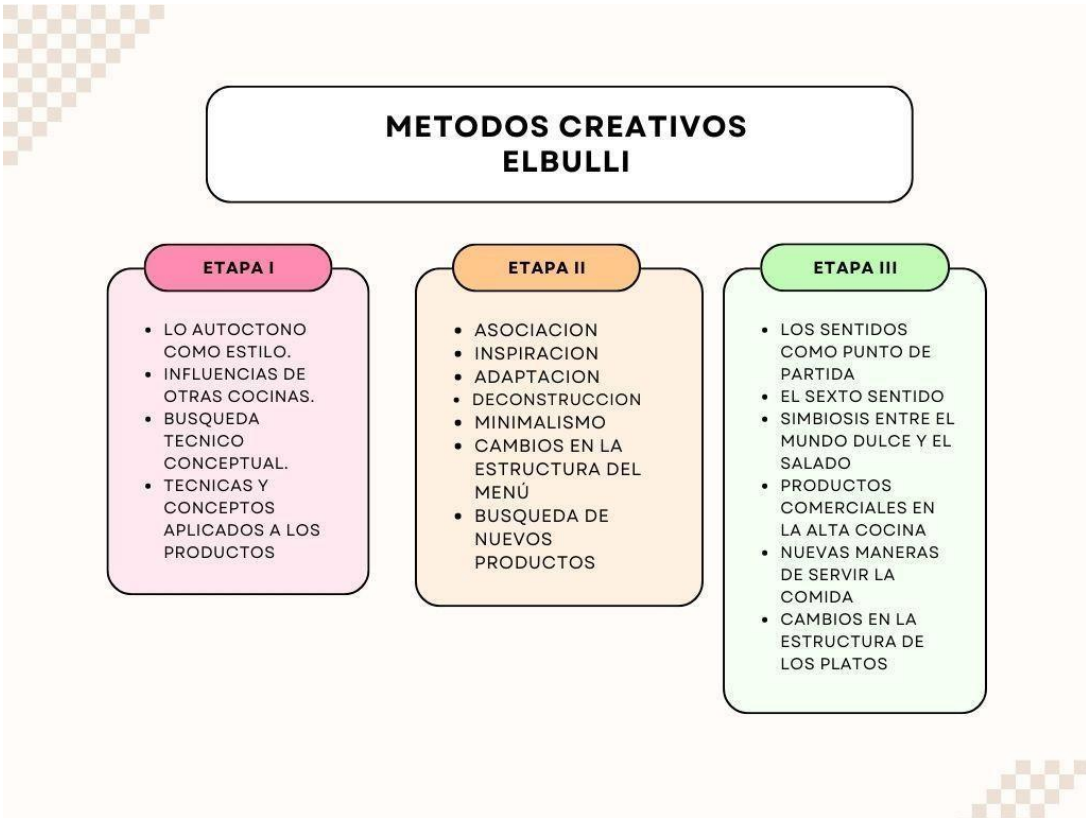 METODOS CREATIVOS
ELBULLI
ETAPA I
• LO AUTOCTONO
COMO ESTILO.
• INFLUENCIAS DE
OTRAS COCINAS.
• BUSQUEDA
TECNICO
CONCEPTUAL.
• TECNICAS Y
CONCEPTOS
APLICADOS A LOS
PRODUCTOS
ETAPA II
• ASOCIACION
• INSPIRACION
• ADAPTACION
• DECONSTRUCCION
• MINIMALISMO
• CAMBIOS EN LA
ESTRUCTURA DEL
MENÚ
• BUSQUEDA DE
NUEVOS
PRODUCTOS
ETAPA III
• LOS SENTIDOS
COMO PUNTO DE
PARTIDA
• EL SEXTO SENTIDO
• SIMBIOSIS ENTRE EL
MUNDO DULCE Y EL
SALADO
• PRODUCTOS
COMERCIALES EN
LA ALTA COCINA
• NUEVAS MANERAS
DE SERVIR LA
COMIDA
• CAMBIOS EN LA
ESTRUCTURA DE
LOS PLATOS